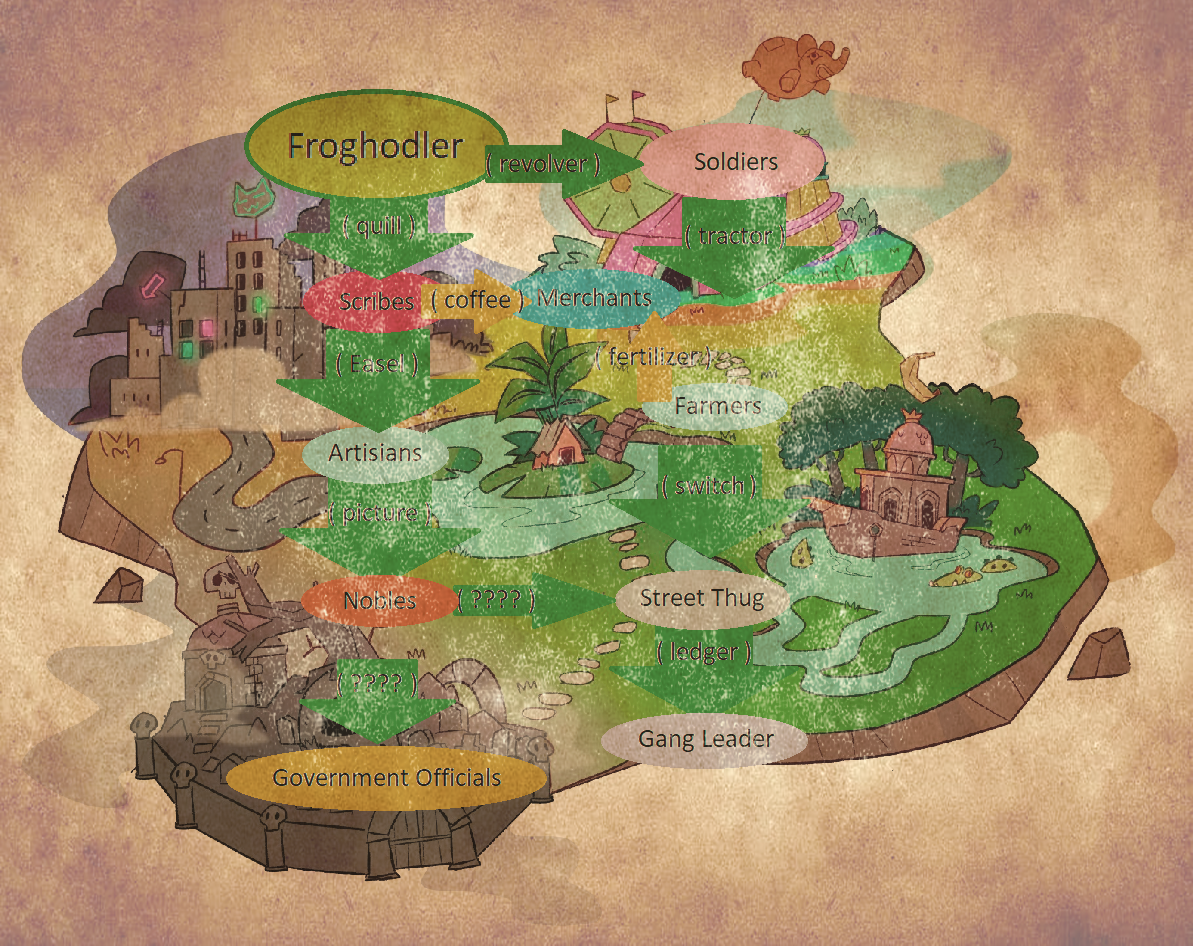 Froghodler
( revolver )
Soldiers
( quill )
( tractor )
Scribes
( coffee )
Merchants
( Easel )
( fertilizer )
Farmers
Artisians
( switch )
( picture )
Nobles
( ???? )
Street Thug
( ledger )
( ???? )
Gang Leader
Government Officials